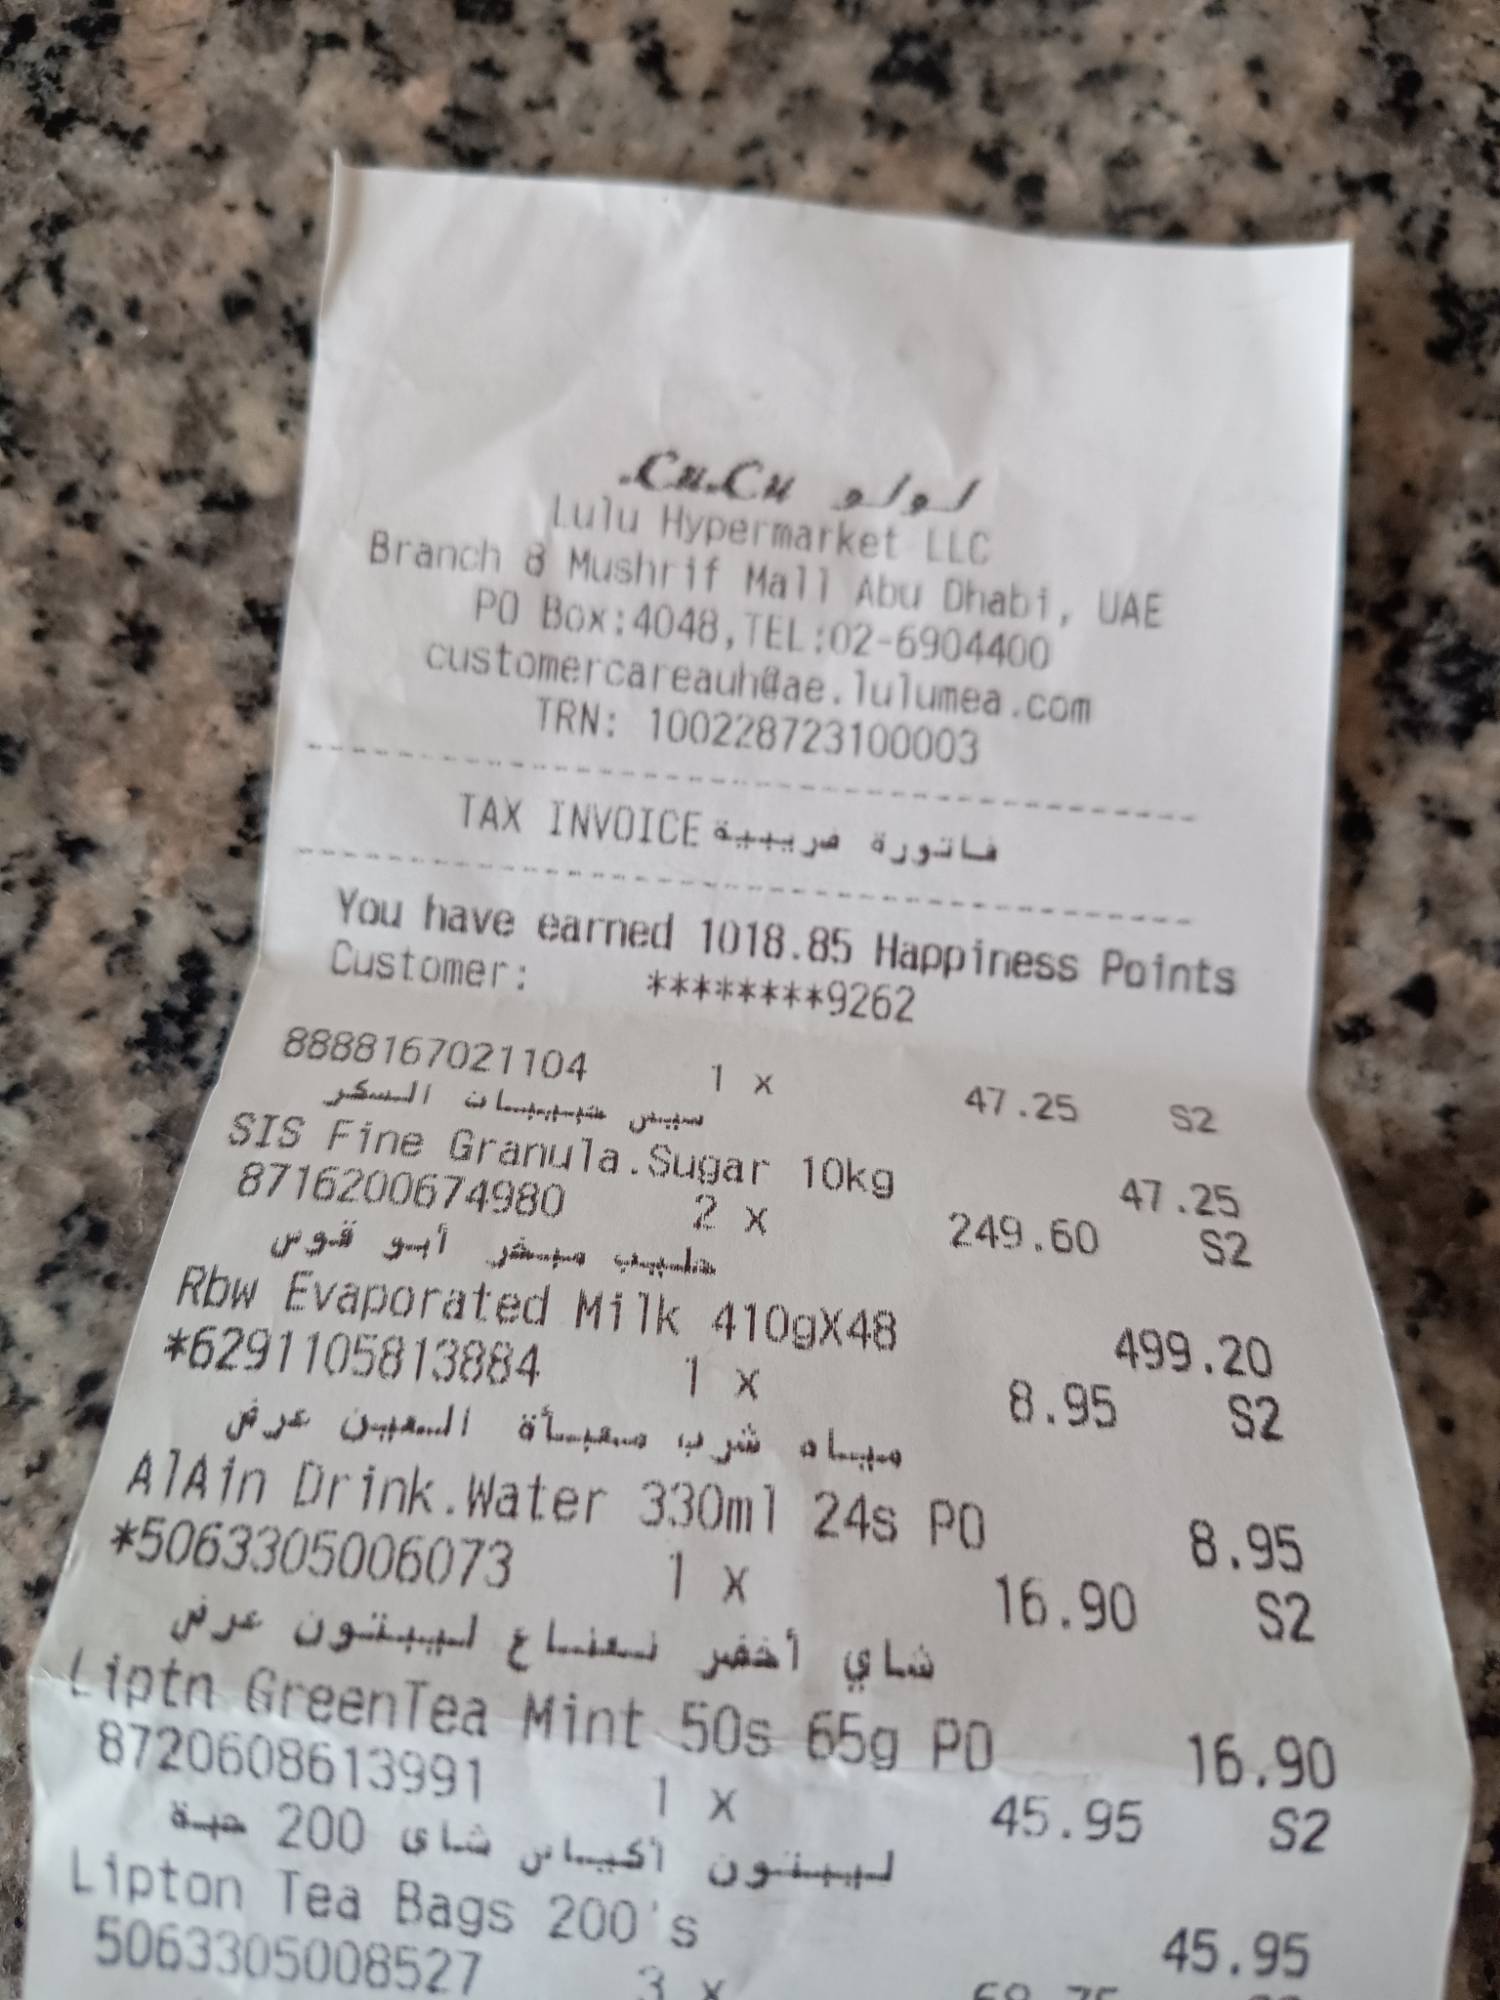 LuLu لولو
Lulu Hypermarket LLC
Branch 8 Mushrif Mall Abu Dhabi, UAE
PO Box:4048,TEL:02-6904400
customercareauh@ae.lulumea.com
TRN: 100228723100003
TAX INVOICE فاتورة ضريبية
You have earned 1018.85 Happiness Points
Customer: ********9262
8888167021104 1 x 47.25 S2
سيس حبيبات السكر
SIS Fine Granula.Sugar 10kg 47.25
8716200674980 2 x 249.60 S2
حليب مبخر أبو قوس
Rbw Evaporated Milk 410gX48 499.20
*6291105813884 1 x 8.95 S2
مياه شرب معبأة العين عرض
AlAin Drink.Water 330ml 24s PO 8.95
*5063305006073 1 x 16.90 S2
شاي أخضر نعناع ليبتون عرض
Liptn GreenTea Mint 50s 65g PO 16.90
8720608613991 1 x 45.95 S2
ليبتون أكياس شاى 200 حبة
Lipton Tea Bags 200's 45.95
5063305008527 3 x